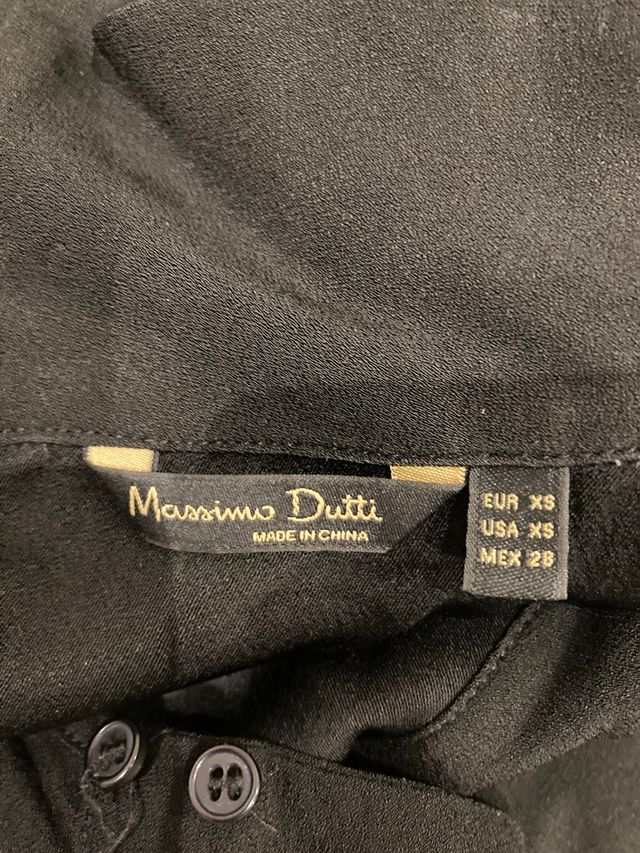 Massimo Dutti
MADE IN CHINA
EUR XS
USA XS
MEX 28